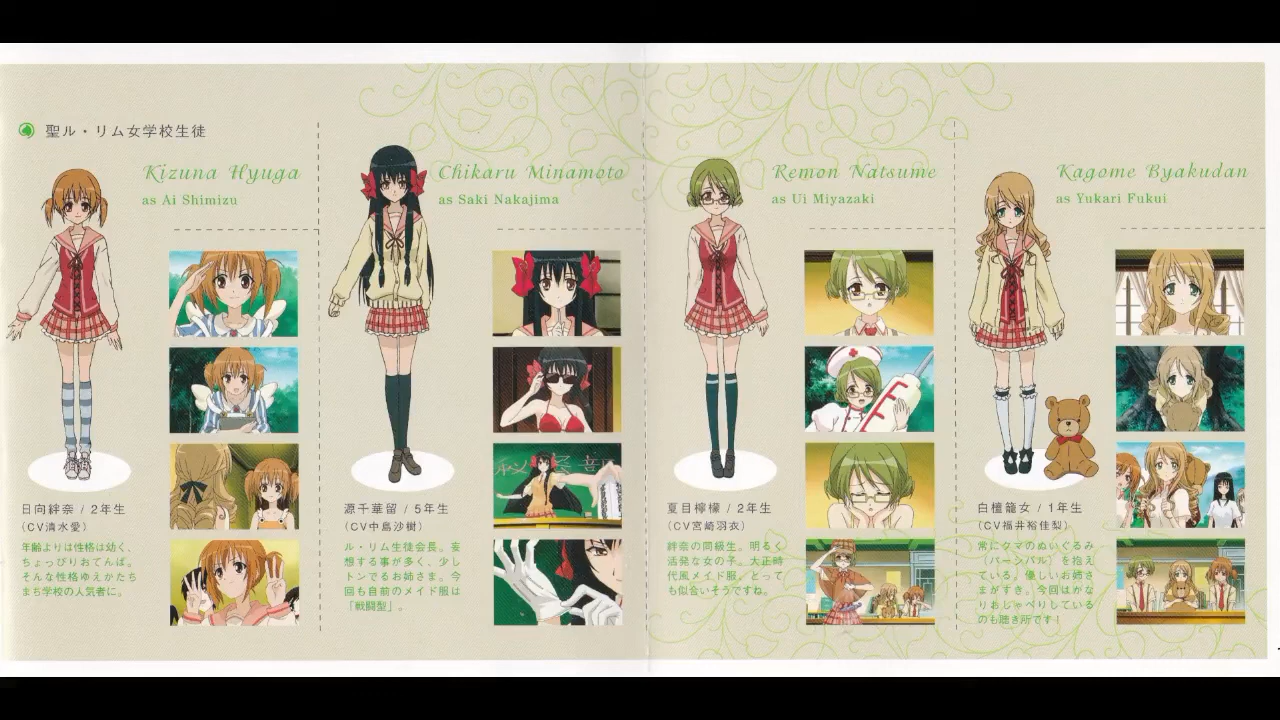 聖ル・リム女学校生徒
Kizuna Hyuga
as Ai Shimizu
日向絆奈 / 2年生
(CV清水愛)
年齢よりは性格は幼く、
ちょっぴりおてんば。
そんな性格ゆえかたち
まち学校の人気者に。
Chikaru Minamoto
as Saki Nakajima
源千華留 / 5年生
(CV中島沙樹)
ル・リム生徒会長。妄
想する事が多く、少し
トンでるお姉さま。今
回も自前のメイド服は
「戦闘型」。
Remon Natsume
as Ui Miyazaki
夏目檸檬 / 2年生
(CV宮崎羽衣)
絆奈の同級生。明るく
活発な女の子。大正時
代風メイド服、とって
も似合いそうですね。
Kagome Byakudan
as Yukari Fukui
白檀籠女 / 1年生
(CV福井裕佳梨)
常にクマのぬいぐるみ
(パーシバル)を抱え
ている。優しいお姉さ
まがすき。今回はかな
りおしゃべりしている
のも聴き所です!